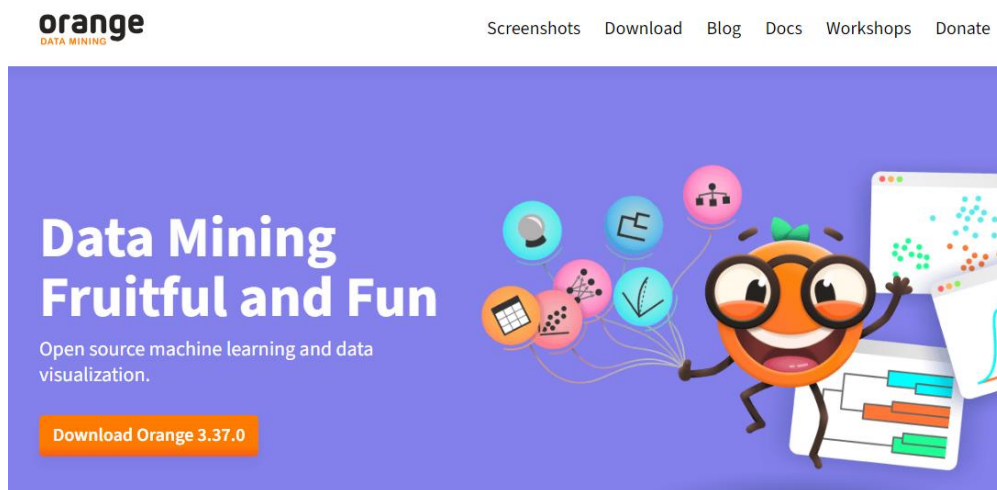 orange
DATA MINING
Screenshots Download Blog Docs Workshops Donate
Data Mining
Fruitful and Fun
Open source machine learning and data
visualization.
Download Orange 3.37.0